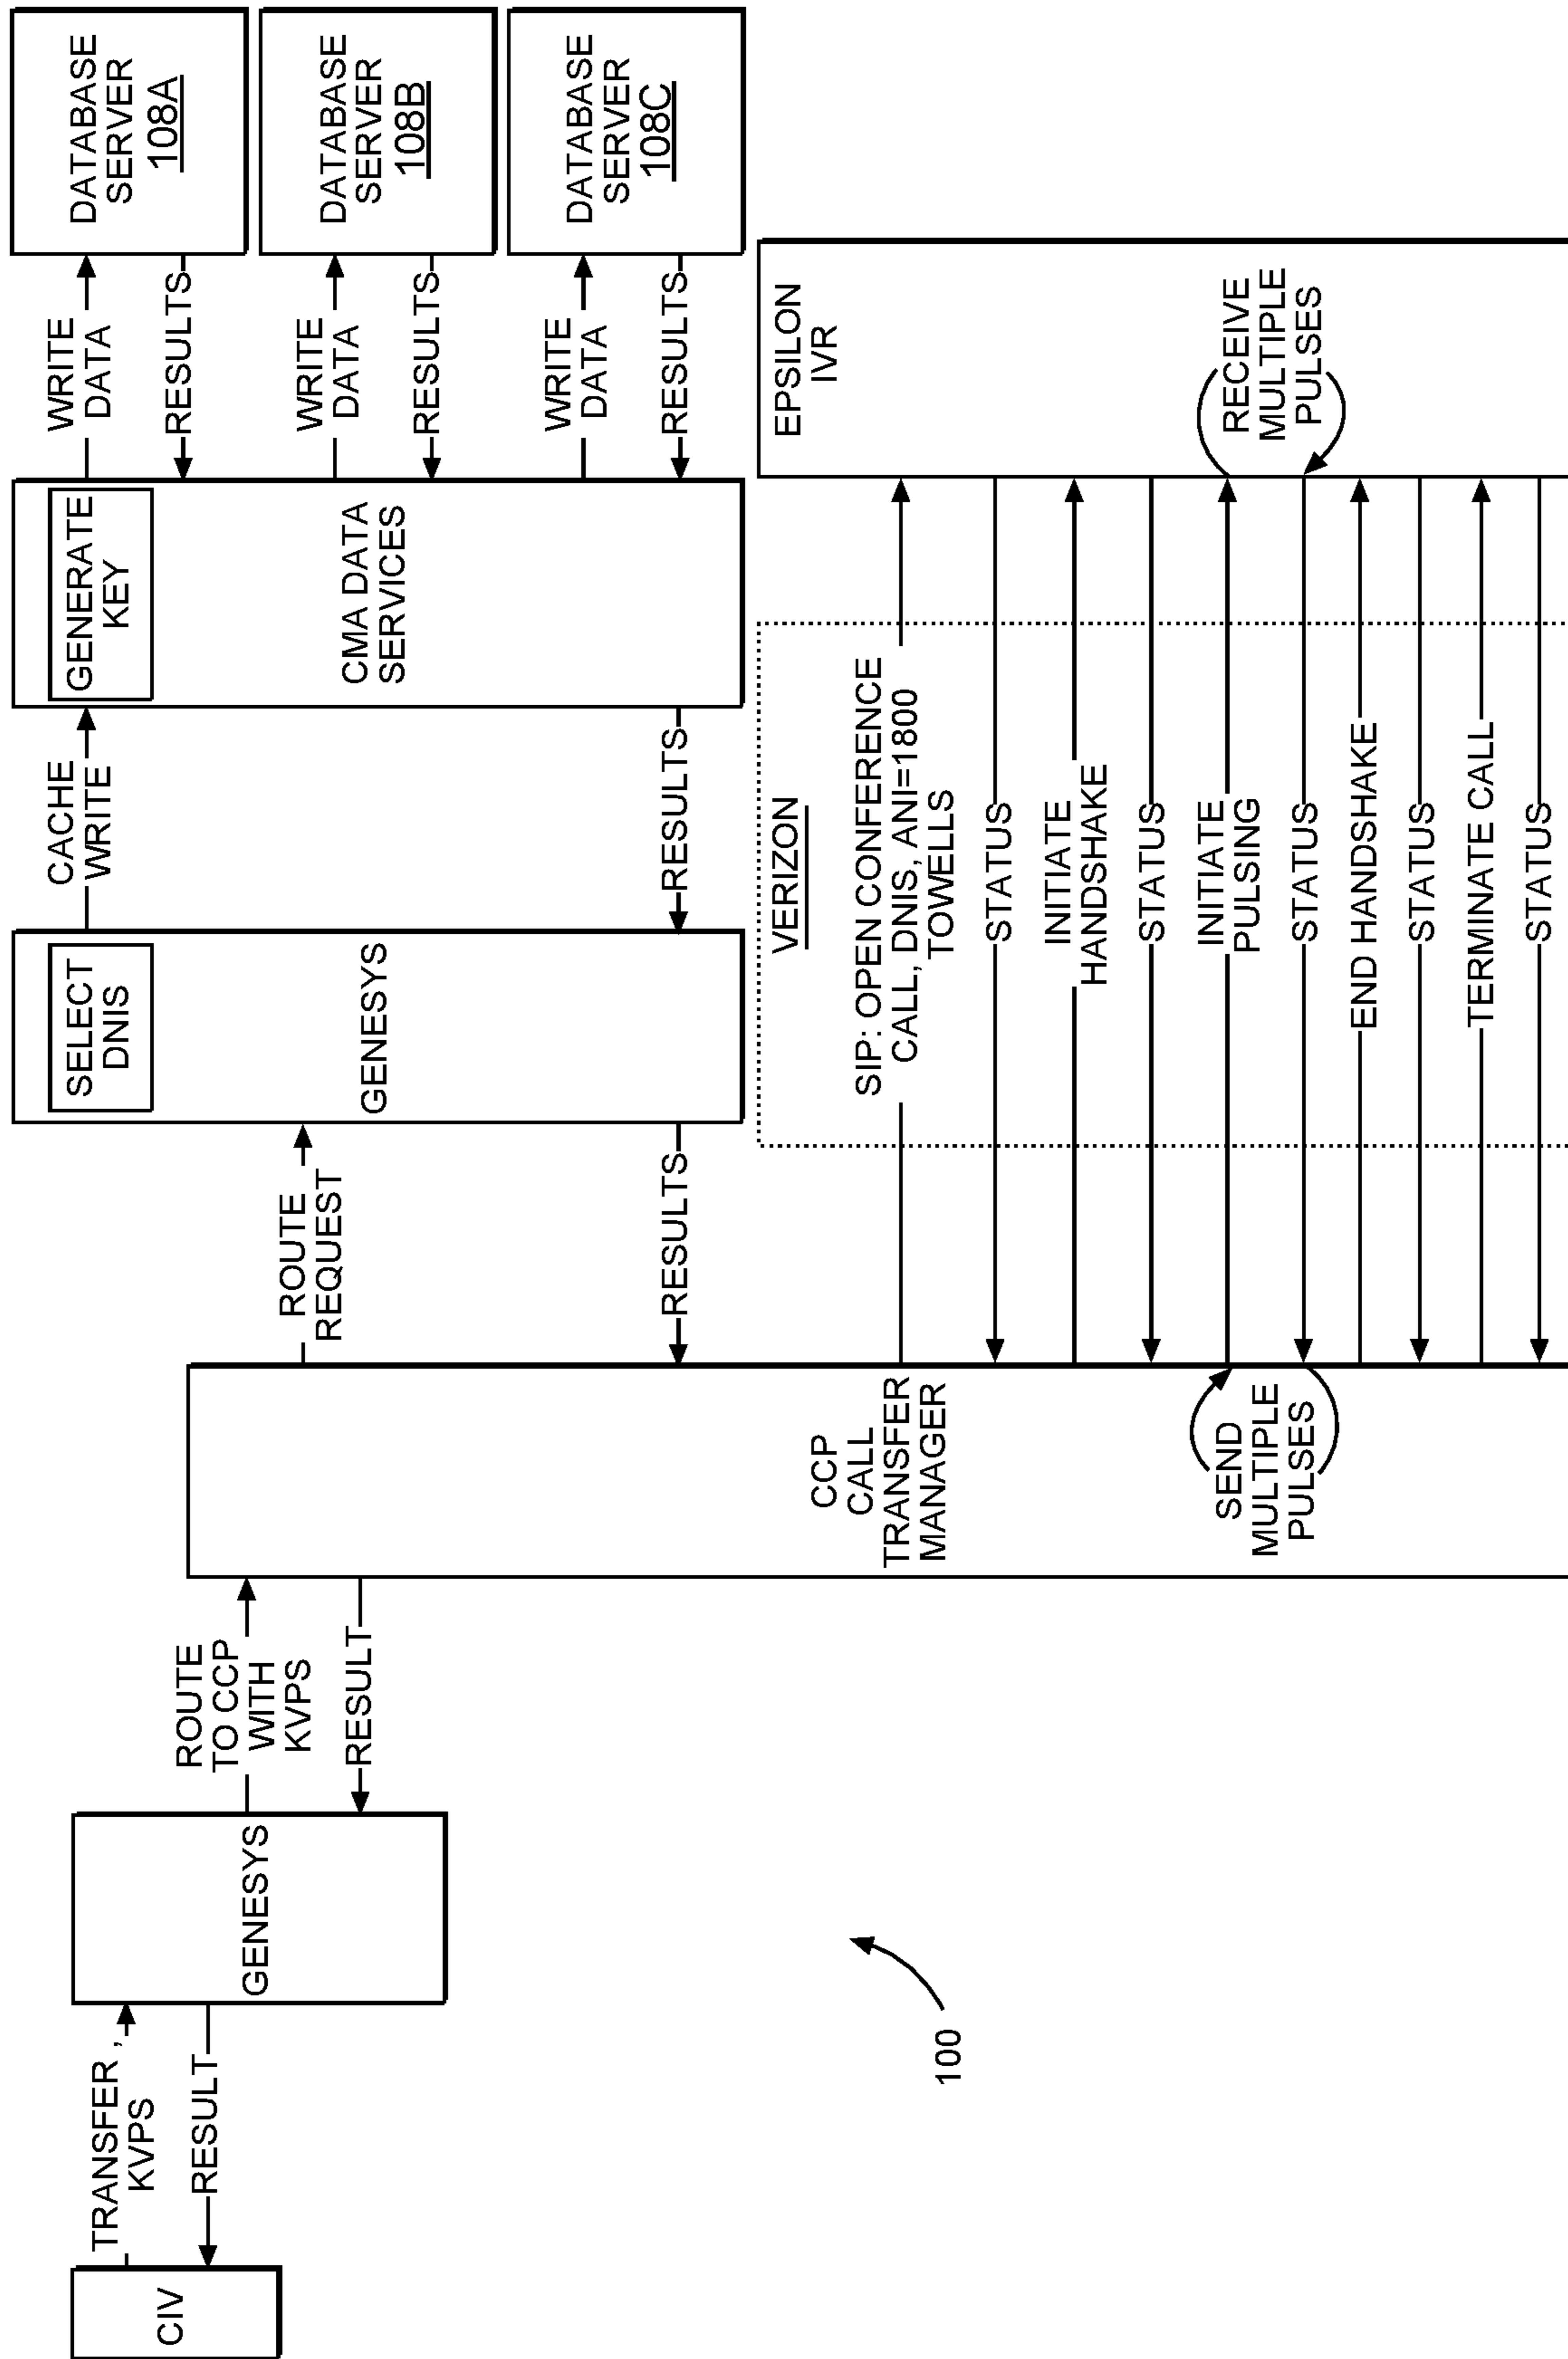 CIV
TRANSFER,
KVPS
RESULT
GENESYS
ROUTE
TO CCP
WITH
KVPS
RESULT
CCP
CALL
TRANSFER
MANAGER
SEND
MULTIPLE
PULSES
ROUTE
REQUEST
RESULTS
SELECT
DNIS
GENESYS
CACHE
WRITE
RESULTS
GENERATE
KEY
CMA DATA
SERVICES
WRITE
DATA
RESULTS
WRITE
DATA
RESULTS
WRITE
DATA
RESULTS
DATABASE
SERVER
108A
DATABASE
SERVER
108B
DATABASE
SERVER
108C
VERIZON
SIP: OPEN CONFERENCE
CALL, DNIS, ANI=1800
TOWELLS
STATUS
INITIATE
HANDSHAKE
STATUS
INITIATE
PULSING
STATUS
END HANDSHAKE
STATUS
TERMINATE CALL
STATUS
EPSILON
IVR
RECEIVE
MULTIPLE
PULSES
100